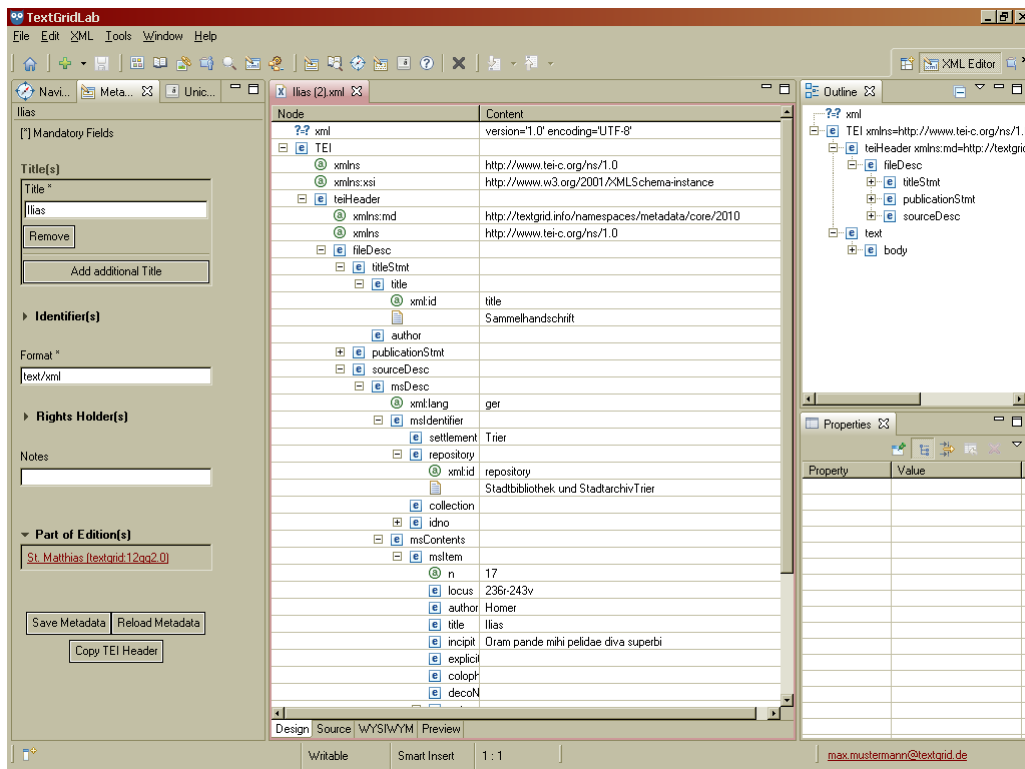 TextGridLab
File Edit XML Tools Window Help
XML Editor
Navi... Meta... Unic...
Ilias
[*] Mandatory Fields
Title(s)
Title *
Ilias
Remove
Add additional Title
Identifier(s)
Format *
text/xml
Rights Holder(s)
Notes
Part of Edition(s)
St. Matthias (textgrid:12gq2.0)
Save Metadata Reload Metadata
Copy TEI Header
Ilias (2).xml
Node Content
?=? xml version='1.0' encoding='UTF-8'
e TEI
a xmlns http://www.tei-c.org/ns/1.0
a xmlns:xsi http://www.w3.org/2001/XMLSchema-instance
e teiHeader
a xmlns:md http://textgrid.info/namespaces/metadata/core/2010
a xmlns http://www.tei-c.org/ns/1.0
e fileDesc
e titleStmt
e title
a xml:id title
Sammelhandschrift
e author
e publicationStmt
e sourceDesc
e msDesc
a xml:lang ger
e msIdentifier
e settlement Trier
e repository
a xml:id repository
Stadtbibliothek und StadtarchivTrier
e collection
e idno
e msContents
e msItem
a n 17
e locus 236r-243v
e author Homer
e title Ilias
e incipit Oram pande mihi pelidae diva superbi
e explicit
e coloph
e decoN
Design Source WYSIWYM Preview
Outline
?=? xml
e TEI xmlns=http://www.tei-c.org/ns/1.
e teiHeader xmlns:md=http://textgri
e fileDesc
e titleStmt
e publicationStmt
e sourceDesc
e text
e body
Properties
Property Value
Writable Smart Insert 1 : 1 max.mustermann@textgrid.de